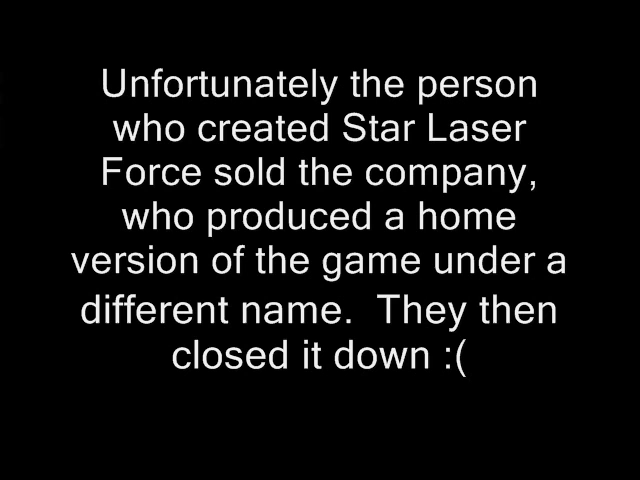 Unfortunately the person
who created Star Laser
Force sold the company,
who produced a home
version of the game under a
different name.  They then
closed it down :(